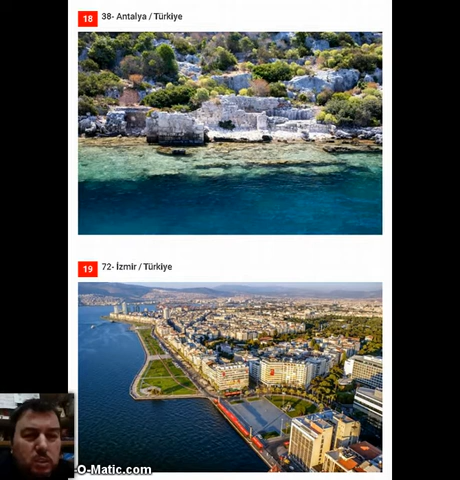 18 38- Antalya / Türkiye
19 72- İzmir / Türkiye
O-Matic.com